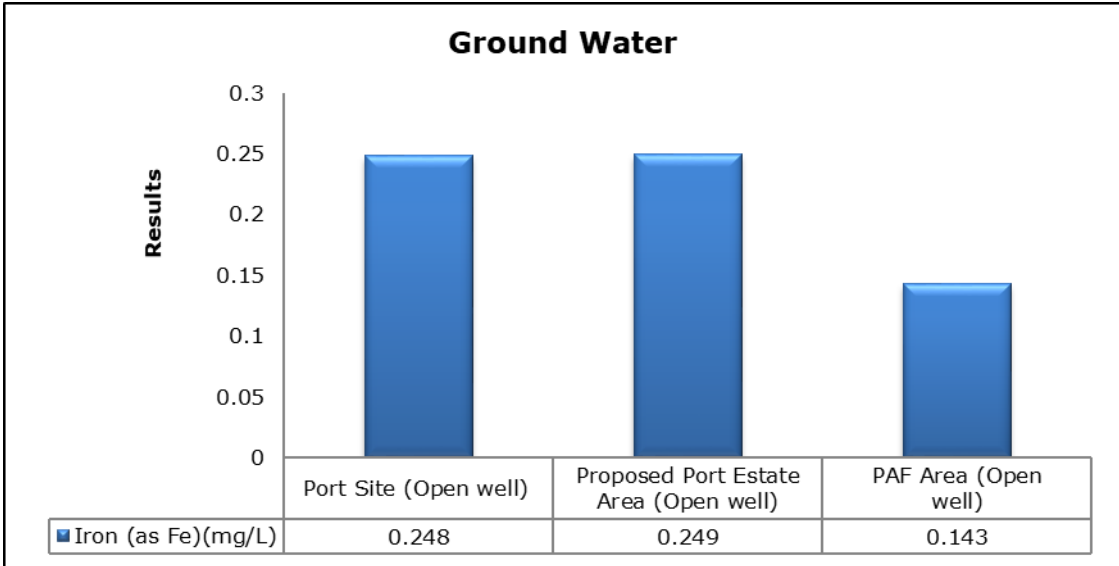 Ground Water
Results
0.3
0.25
0.2
0.15
0.1
0.05
0
Port Site (Open well)
Proposed Port Estate
Area (Open well)
PAF Area (Open
well)
Iron (as Fe)(mg/L)
0.248
0.249
0.143